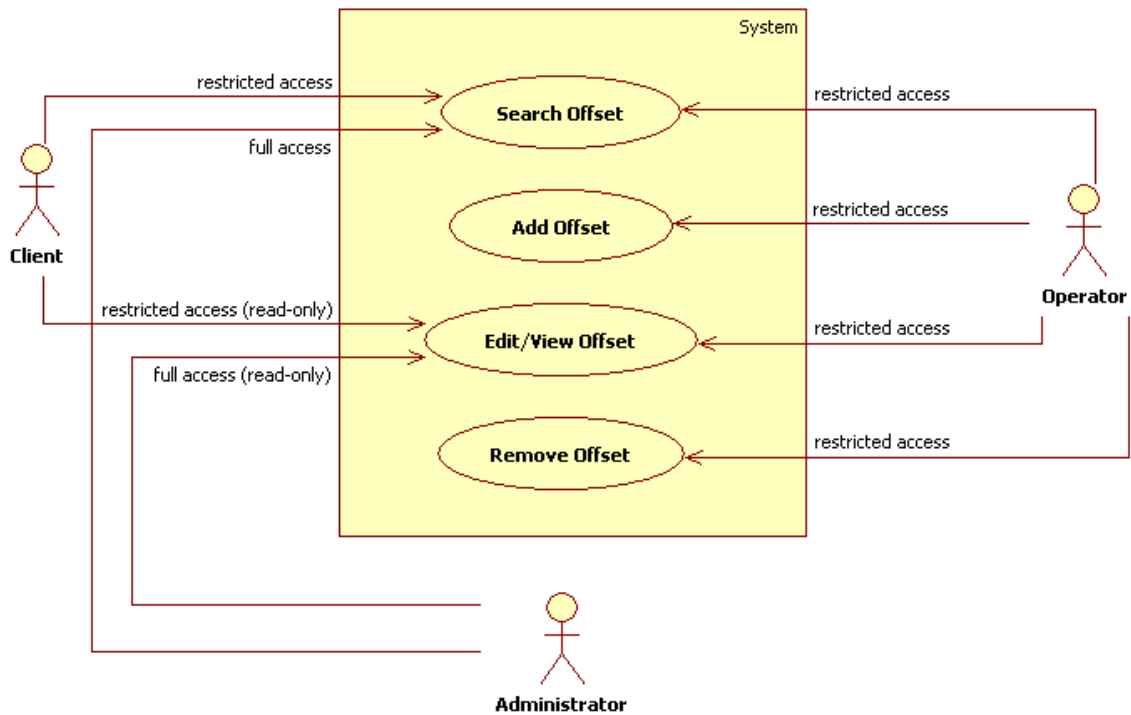 System
restricted access
restricted access
Search Offset
full access
restricted access
Add Offset
Client
Operator
restricted access (read-only)
restricted access
Edit/View Offset
full access (read-only)
restricted access
Remove Offset
Administrator